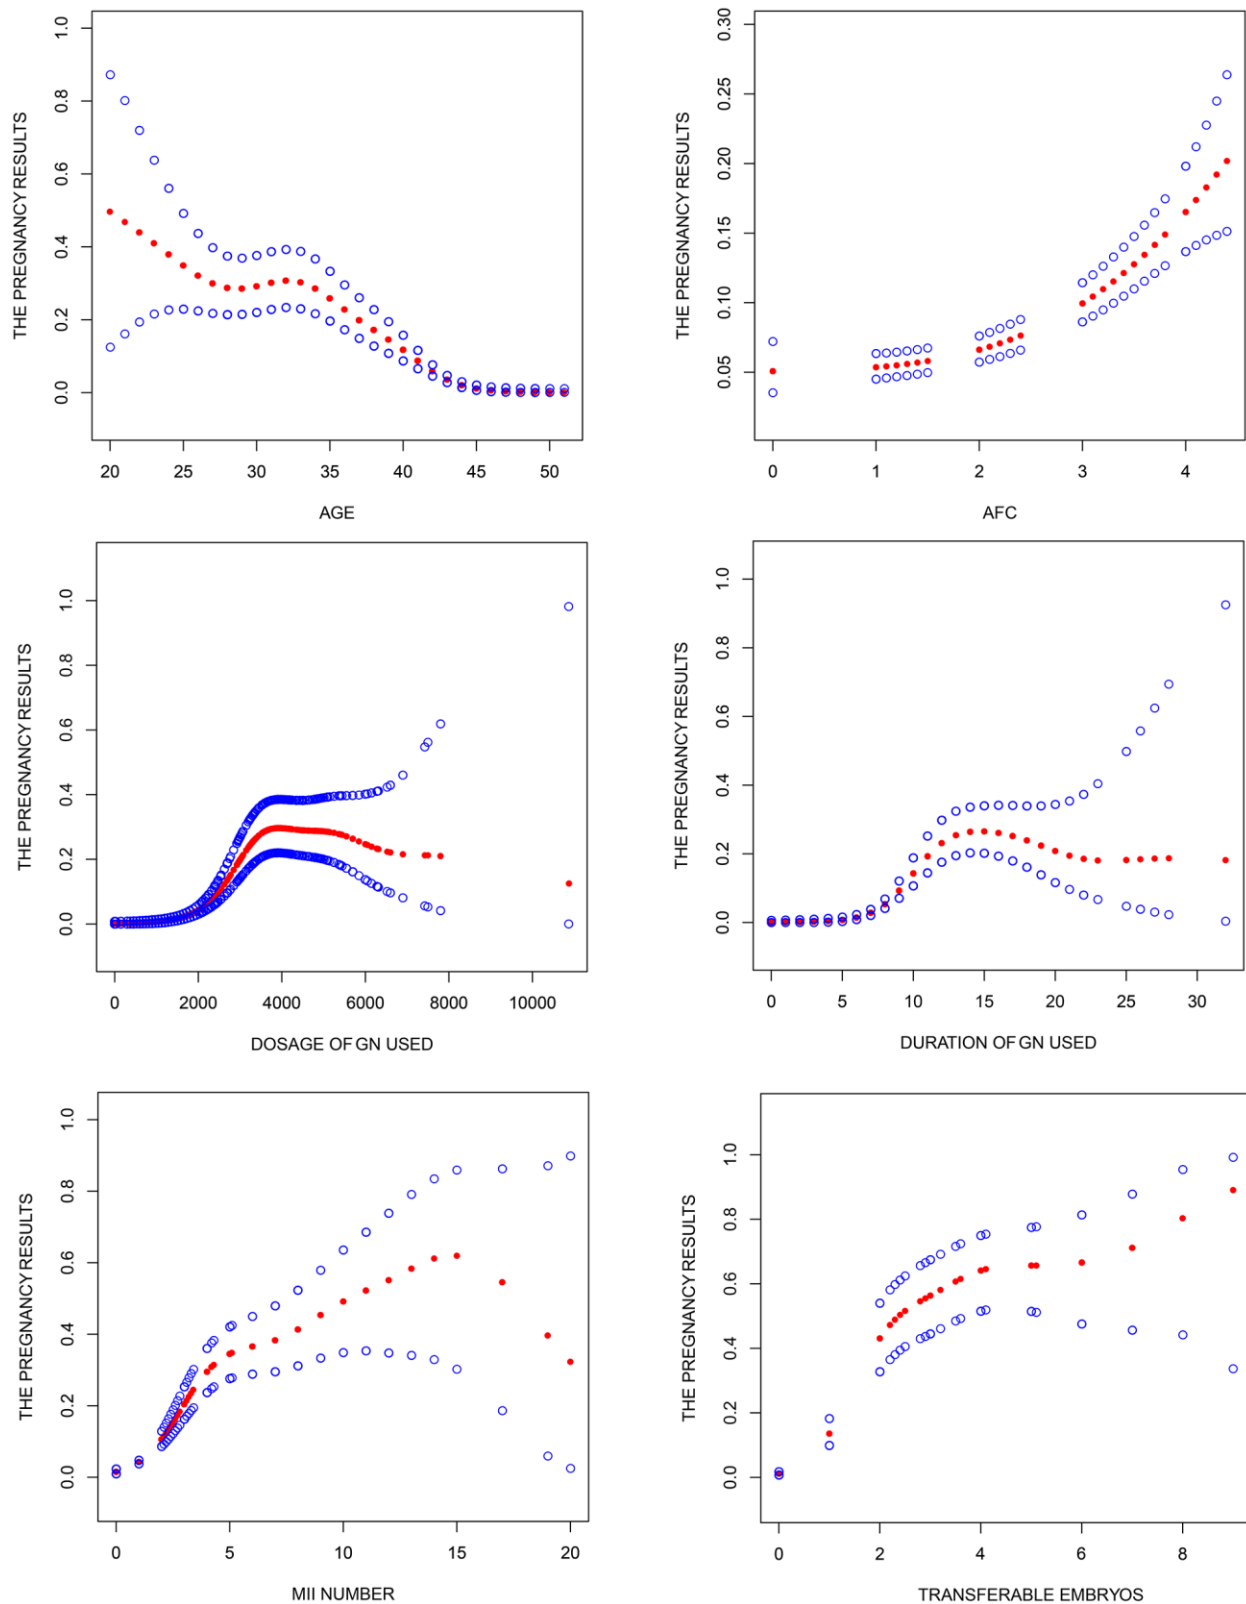 THE PREGNANCY RESULTS
1.0
0.8
0.6
0.4
0.2
0.0
20 25 30 35 40 45 50
AGE
THE PREGNANCY RESULTS
0.30
0.25
0.20
0.15
0.10
0.05
0 1 2 3 4
AFC
THE PREGNANCY RESULTS
1.0
0.8
0.6
0.4
0.2
0.0
0 2000 4000 6000 8000 10000
DOSAGE OF GN USED
THE PREGNANCY RESULTS
1.0
0.8
0.6
0.4
0.2
0.0
0 5 10 15 20 25 30
DURATION OF GN USED
THE PREGNANCY RESULTS
1.0
0.8
0.6
0.4
0.2
0.0
0 5 10 15 20
MII NUMBER
THE PREGNANCY RESULTS
1.0
0.8
0.6
0.4
0.2
0.0
0 2 4 6 8
TRANSFERABLE EMBRYOS